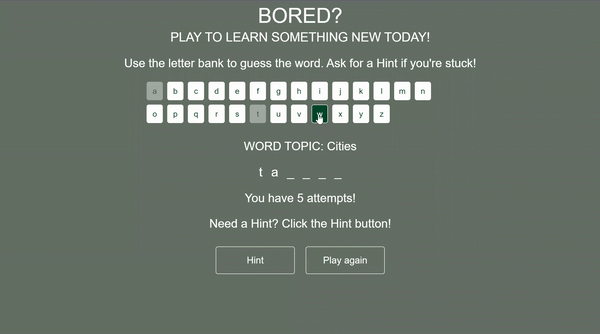 BORED?
PLAY TO LEARN SOMETHING NEW TODAY!
Use the letter bank to guess the word. Ask for a Hint if you're stuck!
a b c d e f g h i j k l m n
o p q r s t u v w x y z
WORD TOPIC: Cities
t a _ _ _ _
You have 5 attempts!
Need a Hint? Click the Hint button!
Hint Play again